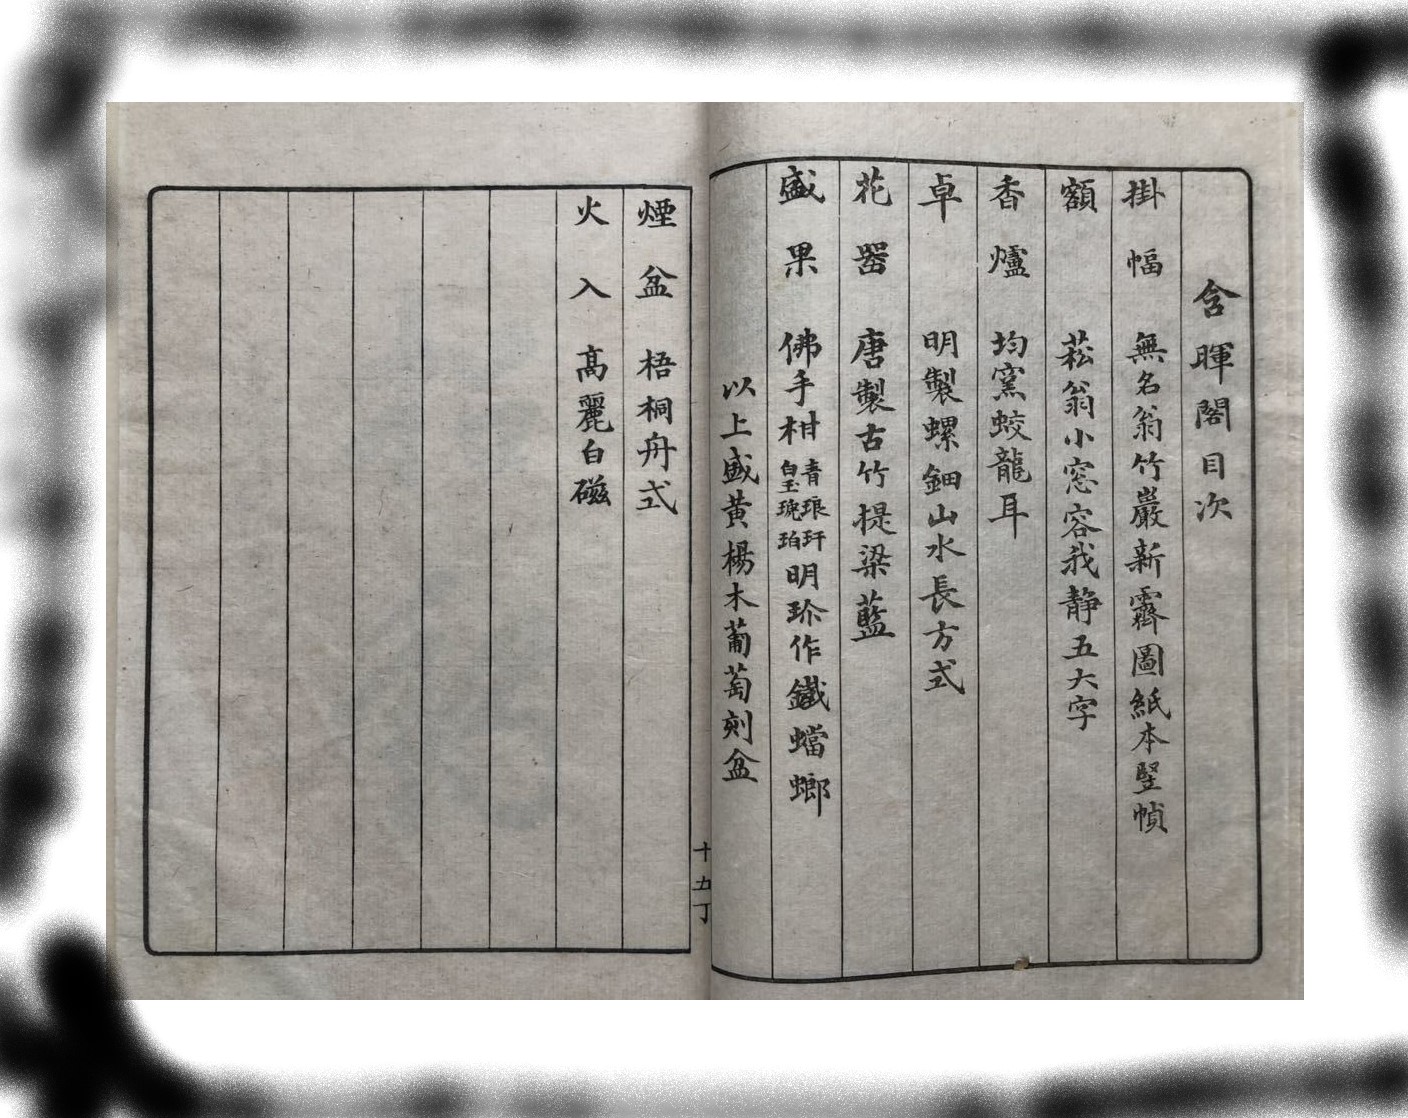 含暉閣目次
掛幅 無名翁竹巖新霽圖紙本竪幀
額 菘翁小窓容我静五大字
香爐 均窯蛟龍耳
卓 明製螺鈿山水長方式
花器 唐製古竹提梁藍
盛果 佛手柑 青琅玕 白玉琥珀 明珍作鐵蟷螂
以上盛黄楊木葡萄刻盆
十五丁
煙盆 梧桐舟式
火入 高麗白磁